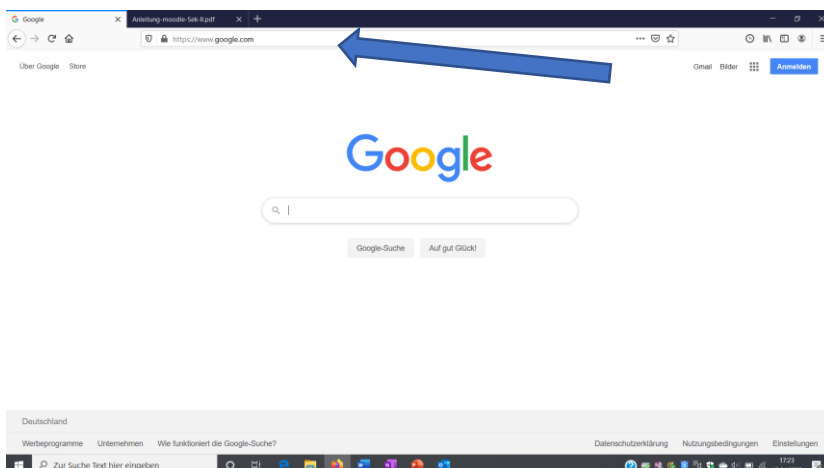 Google
Anleitung-moodle-Sek-II.pdf
https://www.google.com
Über Google Store
Gmail Bilder Anmelden
Google
Google-Suche Auf gut Glück!
Deutschland
Werbeprogramme Unternehmen Wie funktioniert die Google-Suche?
Datenschutzerklärung Nutzungsbedingungen Einstellungen
Zur Suche Text hier eingeben
17:23